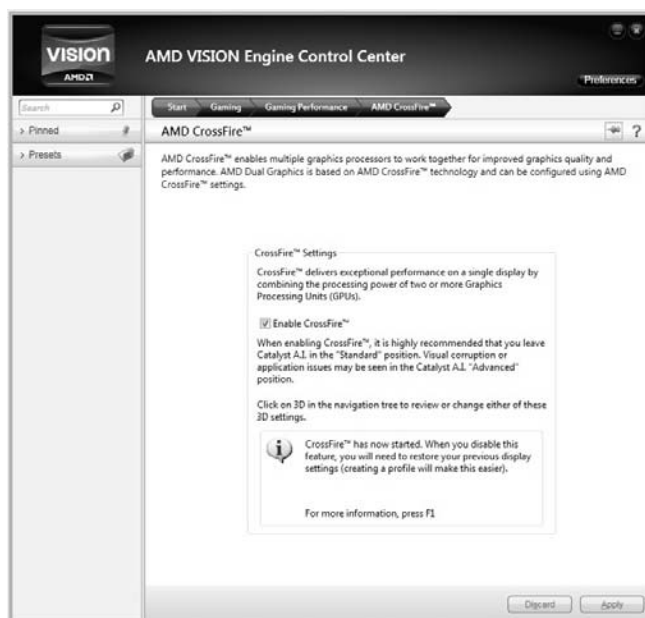 VISION
AMD
AMD VISION Engine Control Center
Preferences
Search
Start Gaming Gaming Performance AMD CrossFire™
> Pinned
AMD CrossFire™ ?
> Presets
AMD CrossFire™ enables multiple graphics processors to work together for improved graphics quality and
performance. AMD Dual Graphics is based on AMD CrossFire™ technology and can be configured using AMD
CrossFire™ settings.
CrossFire™ Settings
CrossFire™ delivers exceptional performance on a single display by
combining the processing power of two or more Graphics
Processing Units (GPUs).
Enable CrossFire™
When enabling CrossFire™, it is highly recommended that you leave
Catalyst A.I. in the "Standard" position. Visual corruption or
application issues may be seen in the Catalyst A.I. "Advanced"
position.
Click on 3D in the navigation tree to review or change either of these
3D settings.
CrossFire™ has now started. When you disable this
feature, you will need to restore your previous display
settings (creating a profile will make this easier).
For more information, press F1
Discard Apply